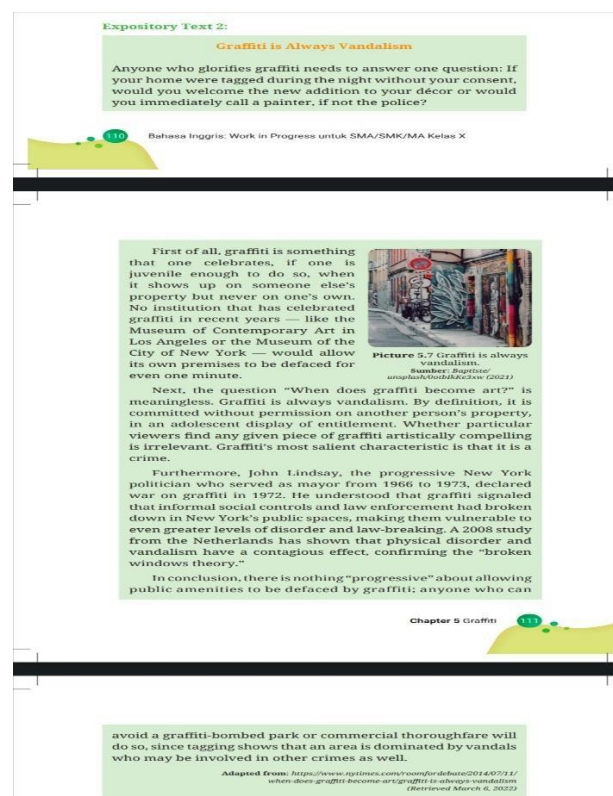 Expository Text 2:
Graffiti is Always Vandalism
Anyone who glorifies graffiti needs to answer one question: If
your home were tagged during the night without your consent,
would you welcome the new addition to your décor or would
you immediately call a painter, if not the police?
110 Bahasa Inggris: Work in Progress untuk SMA/SMK/MA Kelas X
First of all, graffiti is something
that one celebrates, if one is
juvenile enough to do so, when
it shows up on someone else's
property but never on one's own.
No institution that has celebrated
graffiti in recent years — like the
Museum of Contemporary Art in
Los Angeles or the Museum of the
City of New York — would allow
its own premises to be defaced for
even one minute.
Picture 5.7 Graffiti is always
vandalism.
Sumber: Baptiste/
(2021)
Next, the question “When does graffiti become art?” is
meaningless. Graffiti is always vandalism. By definition, it is
committed without permission on another person's property,
in an adolescent display of entitlement. Whether particular
viewers find any given piece of graffiti artistically compelling
is irrelevant. Graffiti's most salient characteristic is that it is a
crime.
Furthermore, John Lindsay, the progressive New York
politician who served as mayor from 1966 to 1973, declared
war on graffiti in 1972. He understood that graffiti signaled
that informal social controls and law enforcement had broken
down in New York's public spaces, making them vulnerable to
even greater levels of disorder and law-breaking. A 2008 study
from the Netherlands has shown that physical disorder and
vandalism have a contagious effect, confirming the “broken
windows theory.”
In conclusion, there is nothing “progressive” about allowing
public amenities to be defaced by graffiti; anyone who can
Chapter 5 Graffiti 111
avoid a graffiti-bombed park or commercial thoroughfare will
do so, since tagging shows that an area is dominated by vandals
who may be involved in other crimes as well.
Adapted from: https://www.nytimes.com/roomfordebate/2014/07/11/
when-does-graffiti-become-art/graffiti-is-always-vandalism
(Retrieved March 6, 2022)